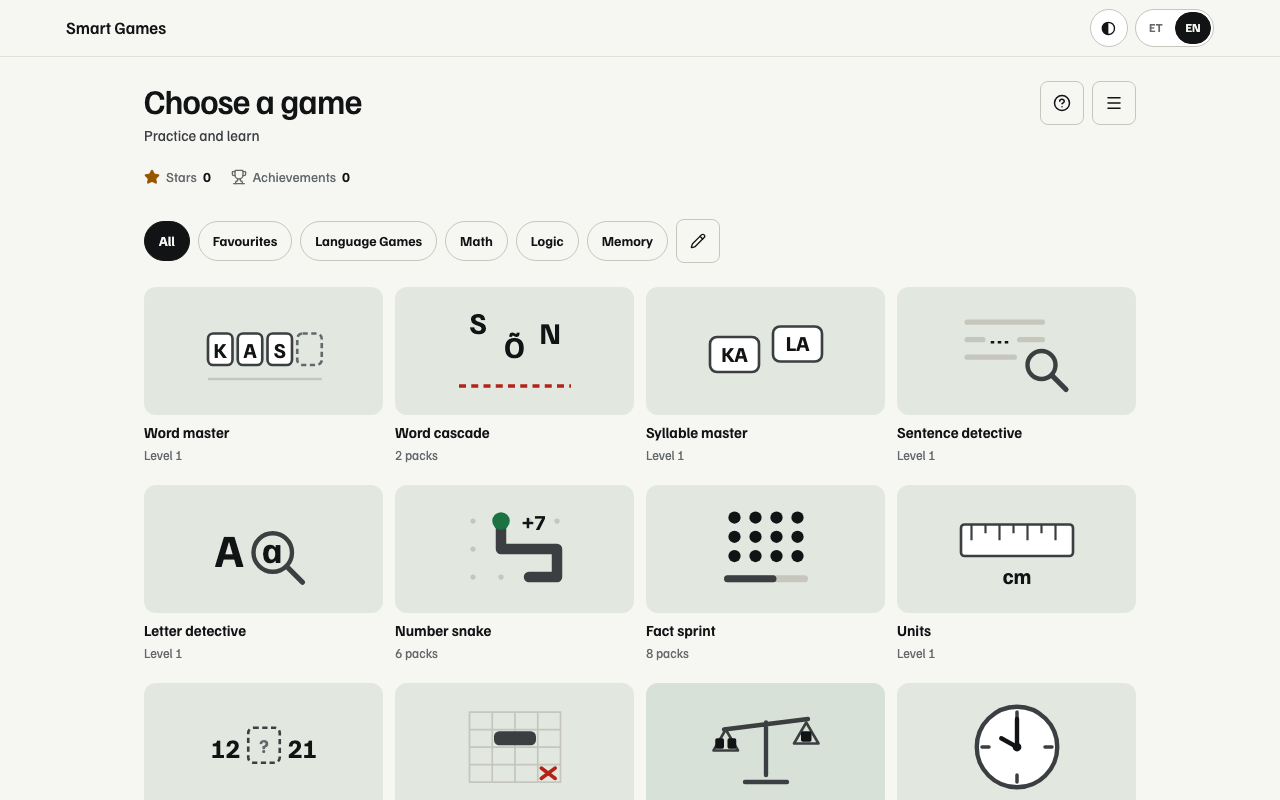 Smart Games
ET EN
Choose a game
Practice and learn
Stars 0 Achievements 0
All Favourites Language Games Math Logic Memory
K A S
S Õ N
KA LA
Word master
Word cascade
Syllable master
Sentence detective
Level 1
2 packs
Level 1
Level 1
A a
+7
cm
Letter detective
Number snake
Fact sprint
Units
Level 1
6 packs
8 packs
Level 1
12 ? 21